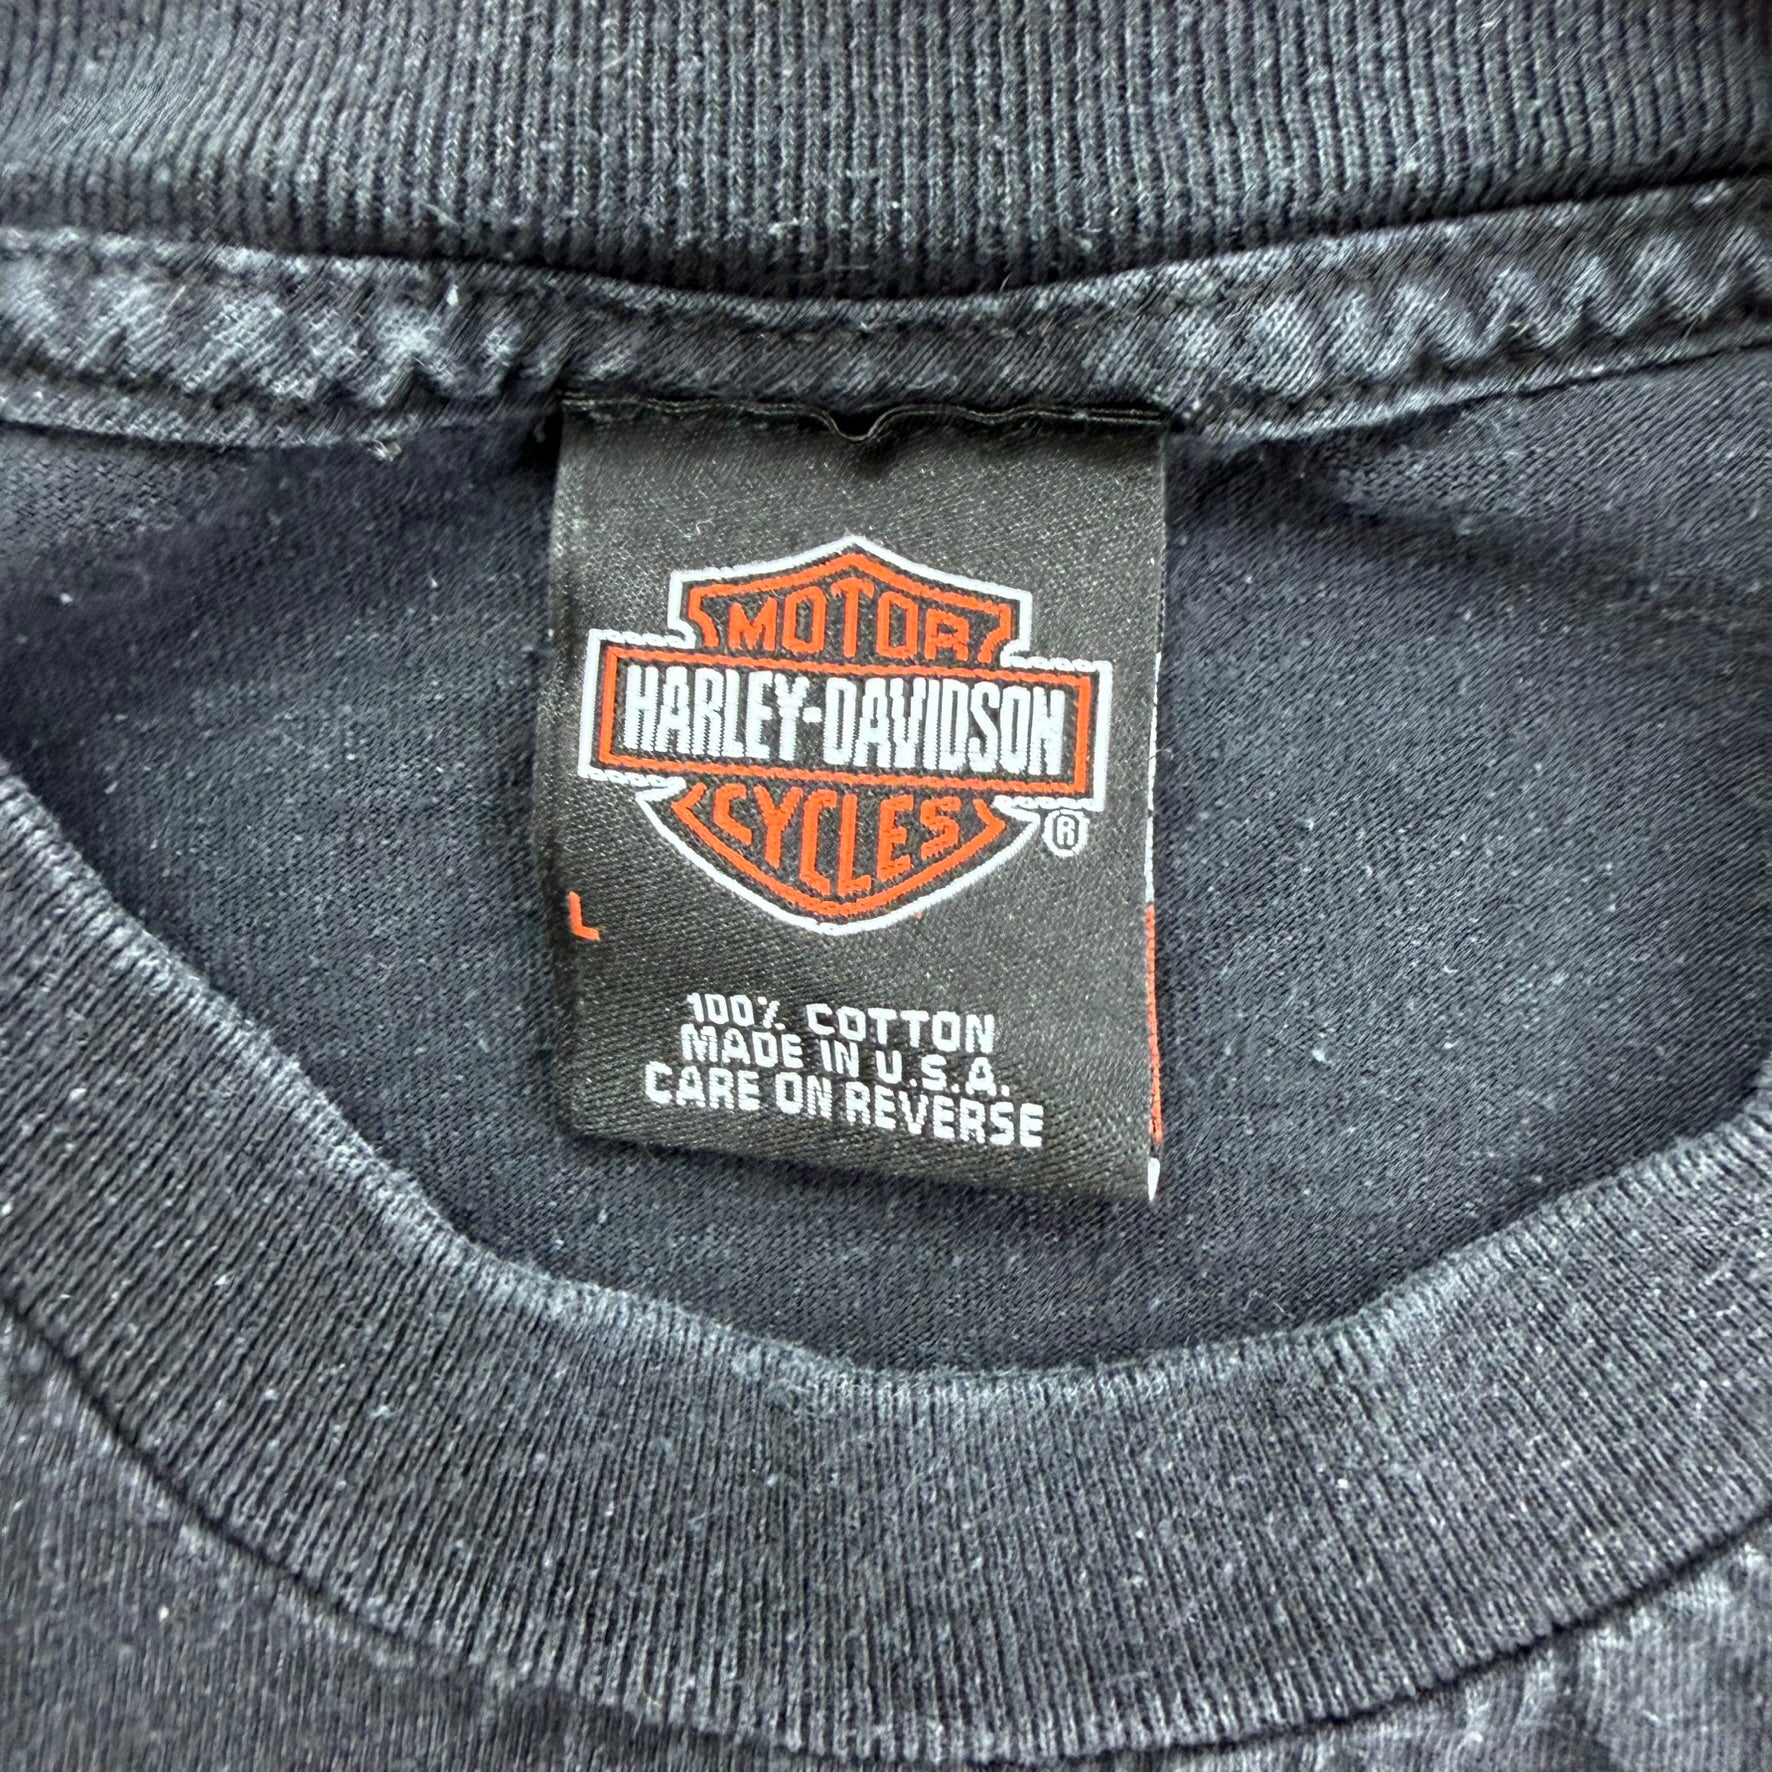 MOTOR
HARLEY-DAVIDSON
CYCLES
®
L
100% COTTON
MADE IN U.S.A.
CARE ON REVERSE